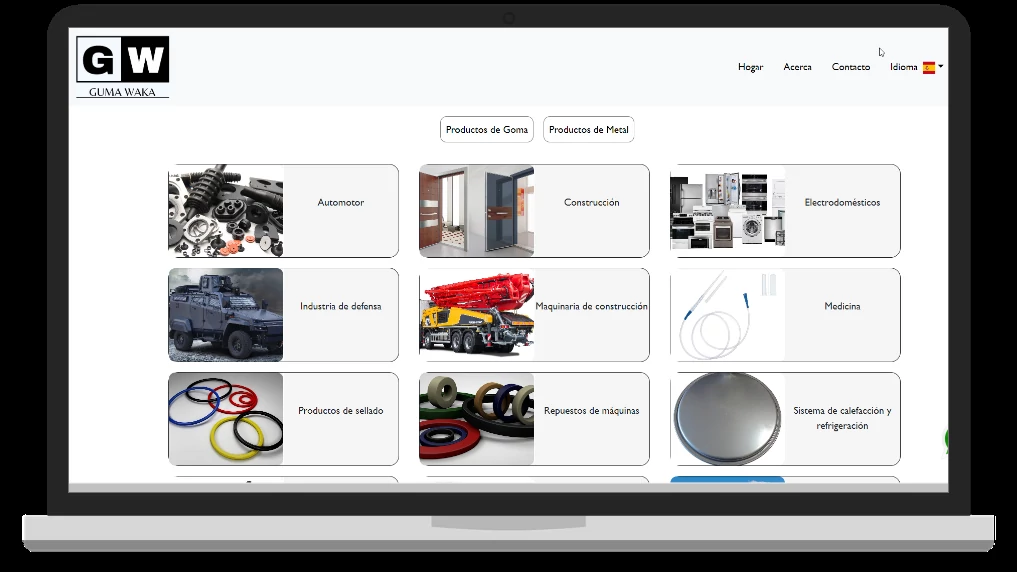 GW
GUMA WAKA
Hogar Acerca Contacto Idioma
Productos de Goma Productos de Metal
Automotor
Construcción
Electrodomésticos
Industria de defensa
Maquinaria de construcción
Medicina
Productos de sellado
Repuestos de máquinas
Sistema de calefacción y
refrigeración